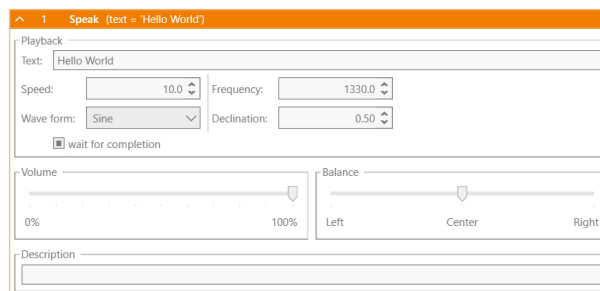 1 Speak (text = 'Hello World')
Playback
Text: Hello World
Speed: 10.0 Frequency: 1330.0
Wave form: Sine Declination: 0.50
wait for completion
Volume Balance
0% 100% Left Center Right
Description